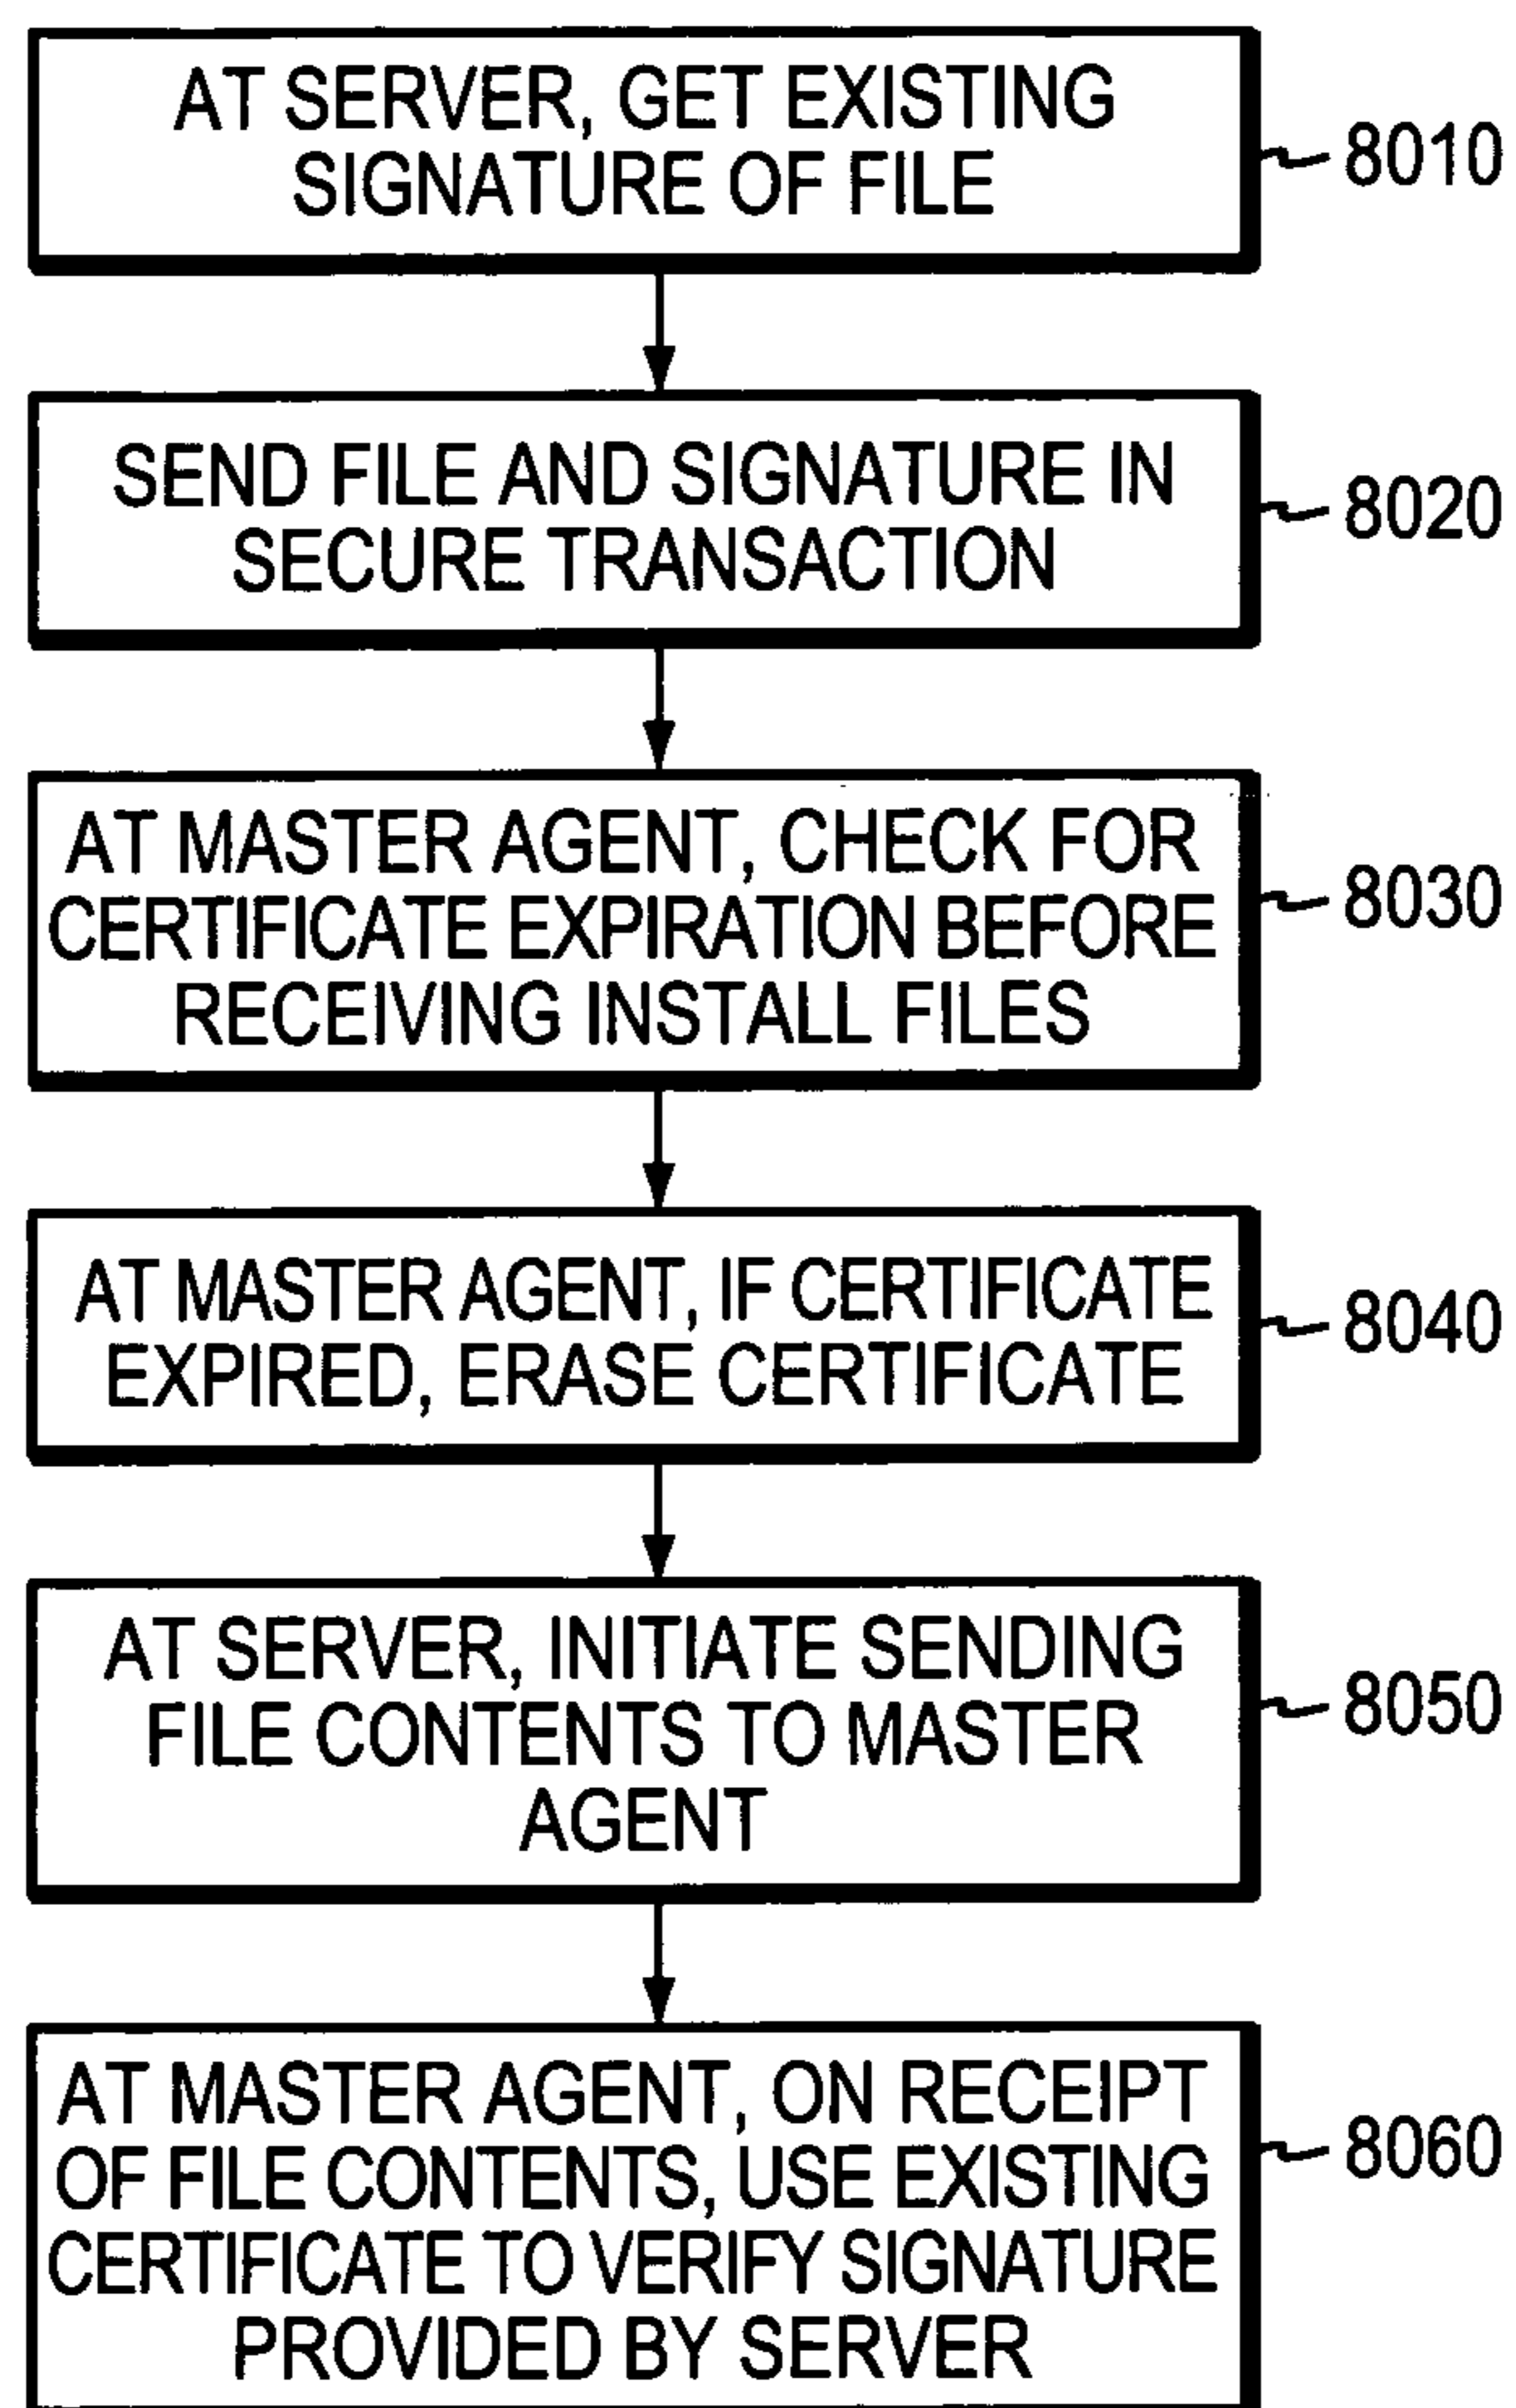 AT SERVER, GET EXISTING
SIGNATURE OF FILE
8010
SEND FILE AND SIGNATURE IN
SECURE TRANSACTION
8020
AT MASTER AGENT, CHECK FOR
CERTIFICATE EXPIRATION BEFORE
RECEIVING INSTALL FILES
8030
AT MASTER AGENT, IF CERTIFICATE
EXPIRED, ERASE CERTIFICATE
8040
AT SERVER, INITIATE SENDING
FILE CONTENTS TO MASTER
AGENT
8050
AT MASTER AGENT, ON RECEIPT
OF FILE CONTENTS, USE EXISTING
CERTIFICATE TO VERIFY SIGNATURE
PROVIDED BY SERVER
8060